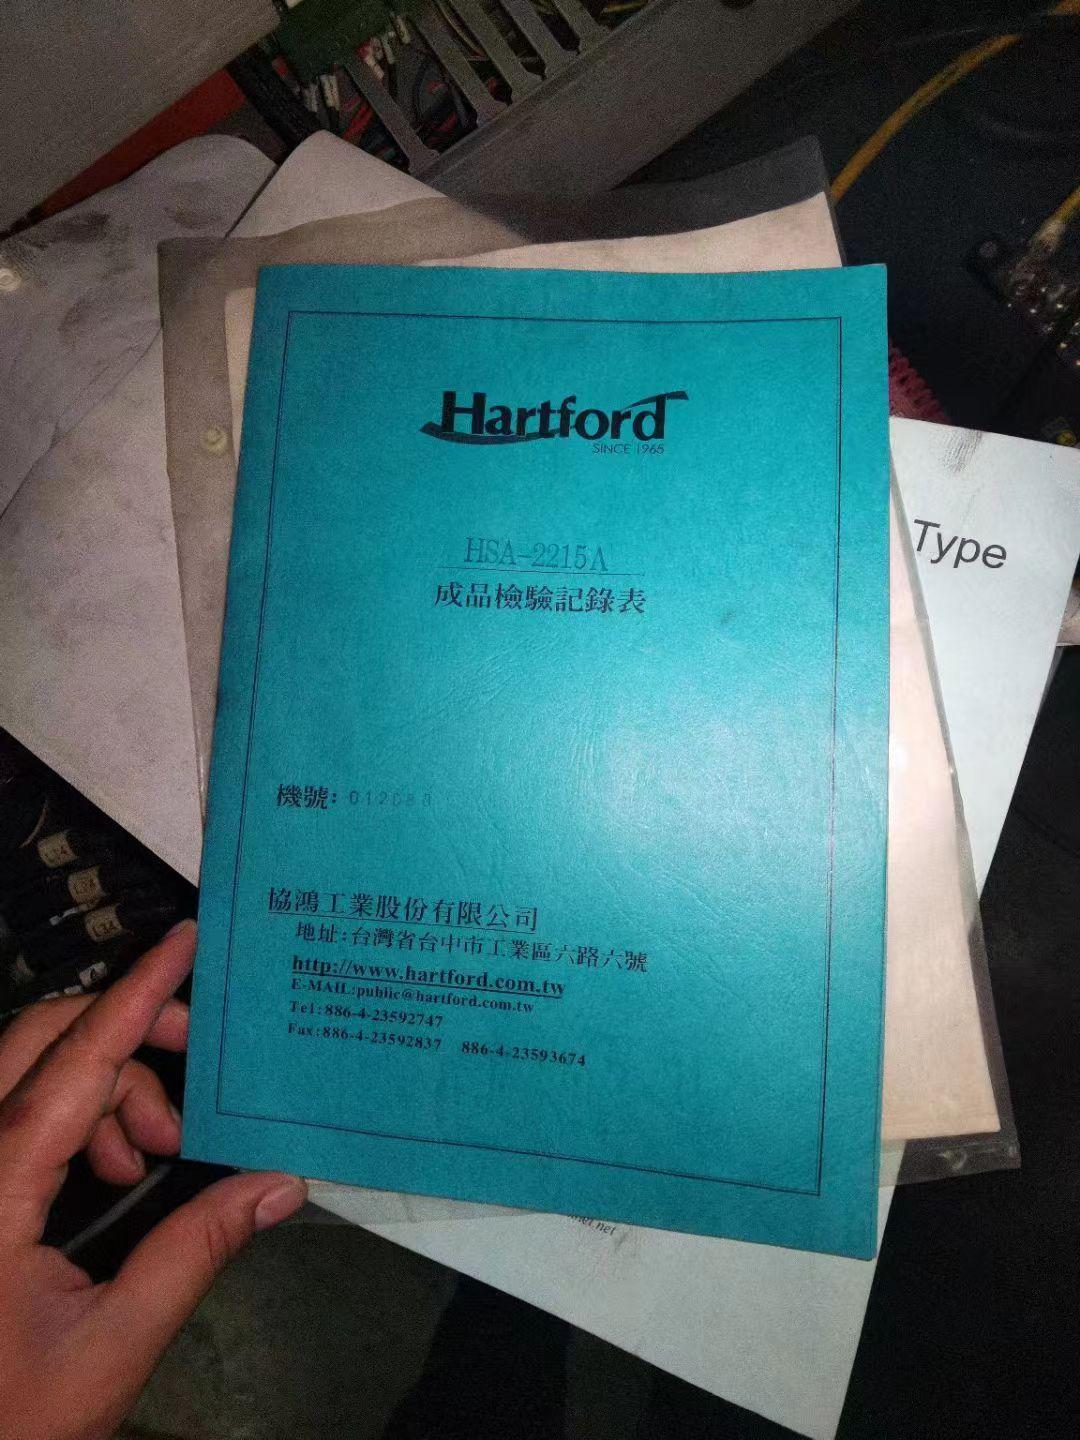 Hartford
SINCE 1965
HSA-2215A
成品檢驗記錄表
Type
機號:
協鴻工業股份有限公司
地址:台灣省台中市工業區六路六號
http://www.hartford.com.tw
E-MAIL:public@hartford.com.tw
Tel:886-4-23592747
Fax:886-4-23592837 886-4-23593674